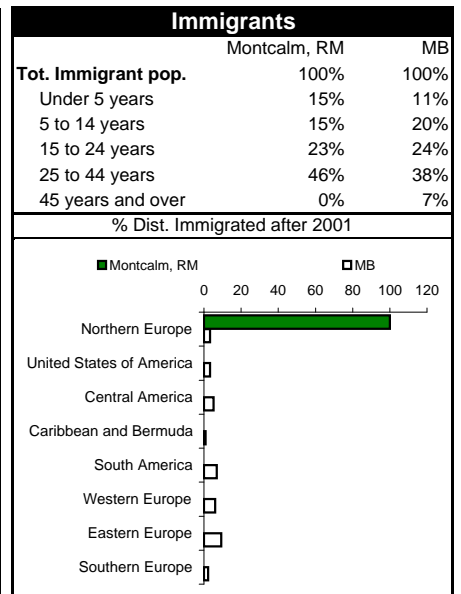 Immigrants
Montcalm, RM MB
Tot. Immigrant pop. 100% 100%
Under 5 years 15% 11%
5 to 14 years 15% 20%
15 to 24 years 23% 24%
25 to 44 years 46% 38%
45 years and over 0% 7%
% Dist. Immigrated after 2001
Montcalm, RM MB
0 20 40 60 80 100 120
Northern Europe
United States of America
Central America
Caribbean and Bermuda
South America
Western Europe
Eastern Europe
Southern Europe